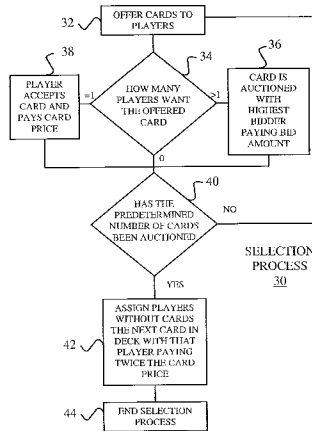 32
OFFER CARDS TO
PLAYERS
38
34
36
PLAYER
ACCEPTS
CARD AND
PAYS CARD
PRICE
=1
HOW MANY
PLAYERS WANT
THE OFFERED
CARD
>1
CARD IS
AUCTIONED
WITH
HIGHEST
BIDDER
PAYING BID
AMOUNT
0
40
HAS THE
PREDETERMINED
NUMBER OF CARDS
BEEN AUCTIONED
NO
YES
SELECTION
PROCESS
30
42
ASSIGN PLAYERS
WITHOUT CARDS
THE NEXT CARD IN
DECK WITH THAT
PLAYER PAYING
TWICE THE CARD
PRICE
44
END SELECTION
PROCESS